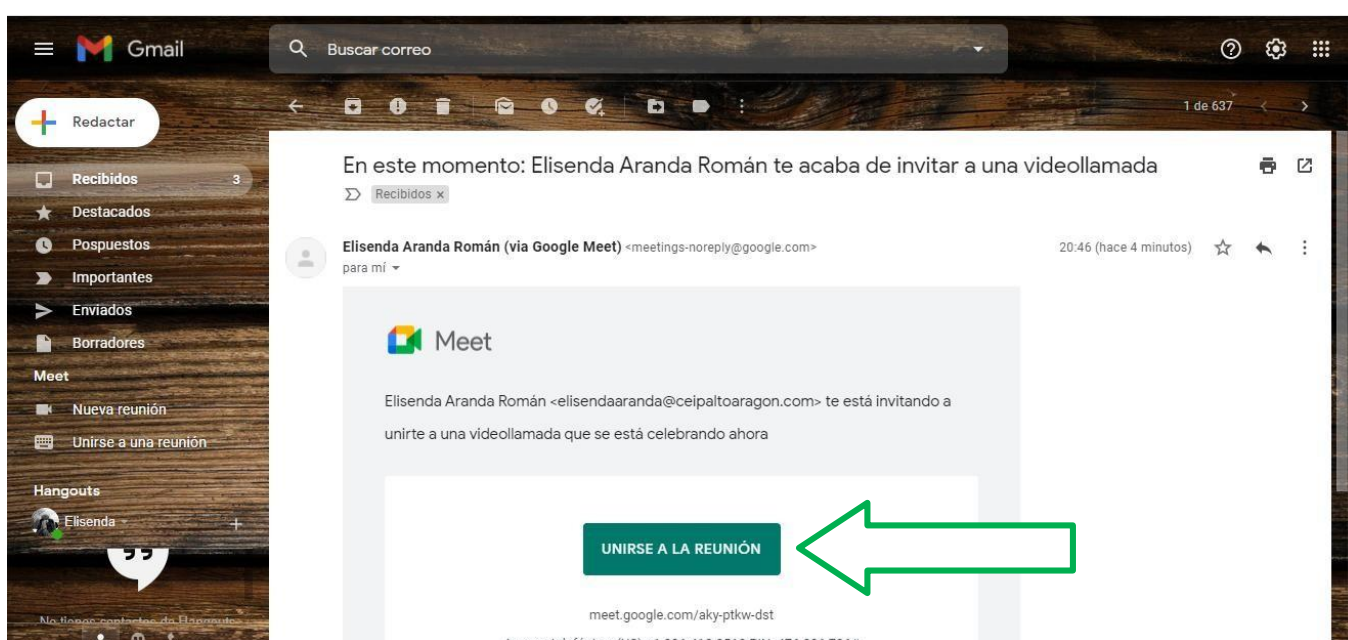 Gmail
Buscar correo
Redactar
1 de 637
Recibidos 3
Destacados
Pospuestos
Importantes
Enviados
Borradores
Meet
Nueva reunión
Unirse a una reunión
Hangouts
Elisenda
En este momento: Elisenda Aranda Román te acaba de invitar a una videollamada
Recibidos x
Elisenda Aranda Román (via Google Meet) <meetings-noreply@google.com>
20:46 (hace 4 minutos)
para mí
Meet
Elisenda Aranda Román <elisendaaranda@ceipaltoaragon.com> te está invitando a
unirte a una videollamada que se está celebrando ahora
UNIRSE A LA REUNIÓN
meet.google.com/aky-ptkw-dst